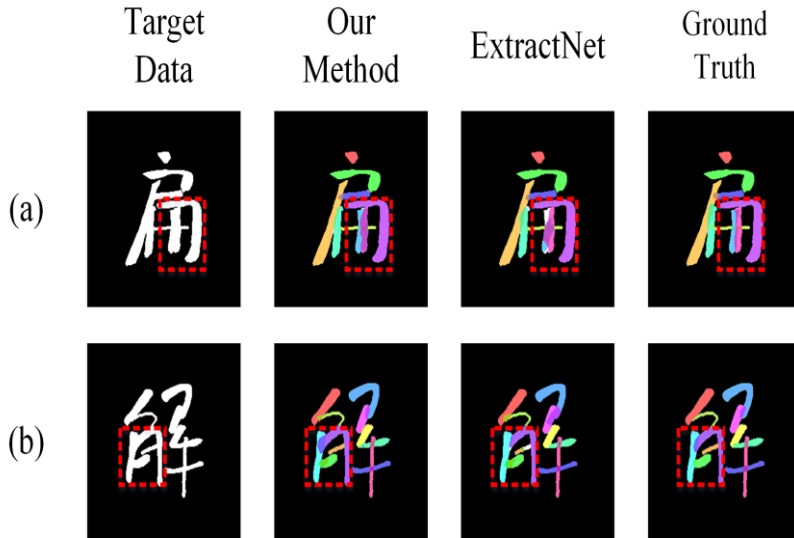 Target Data
Our Method
ExtractNet
Ground Truth
(a)
扁 扁 扁 扁
(b)
解 解 解 解